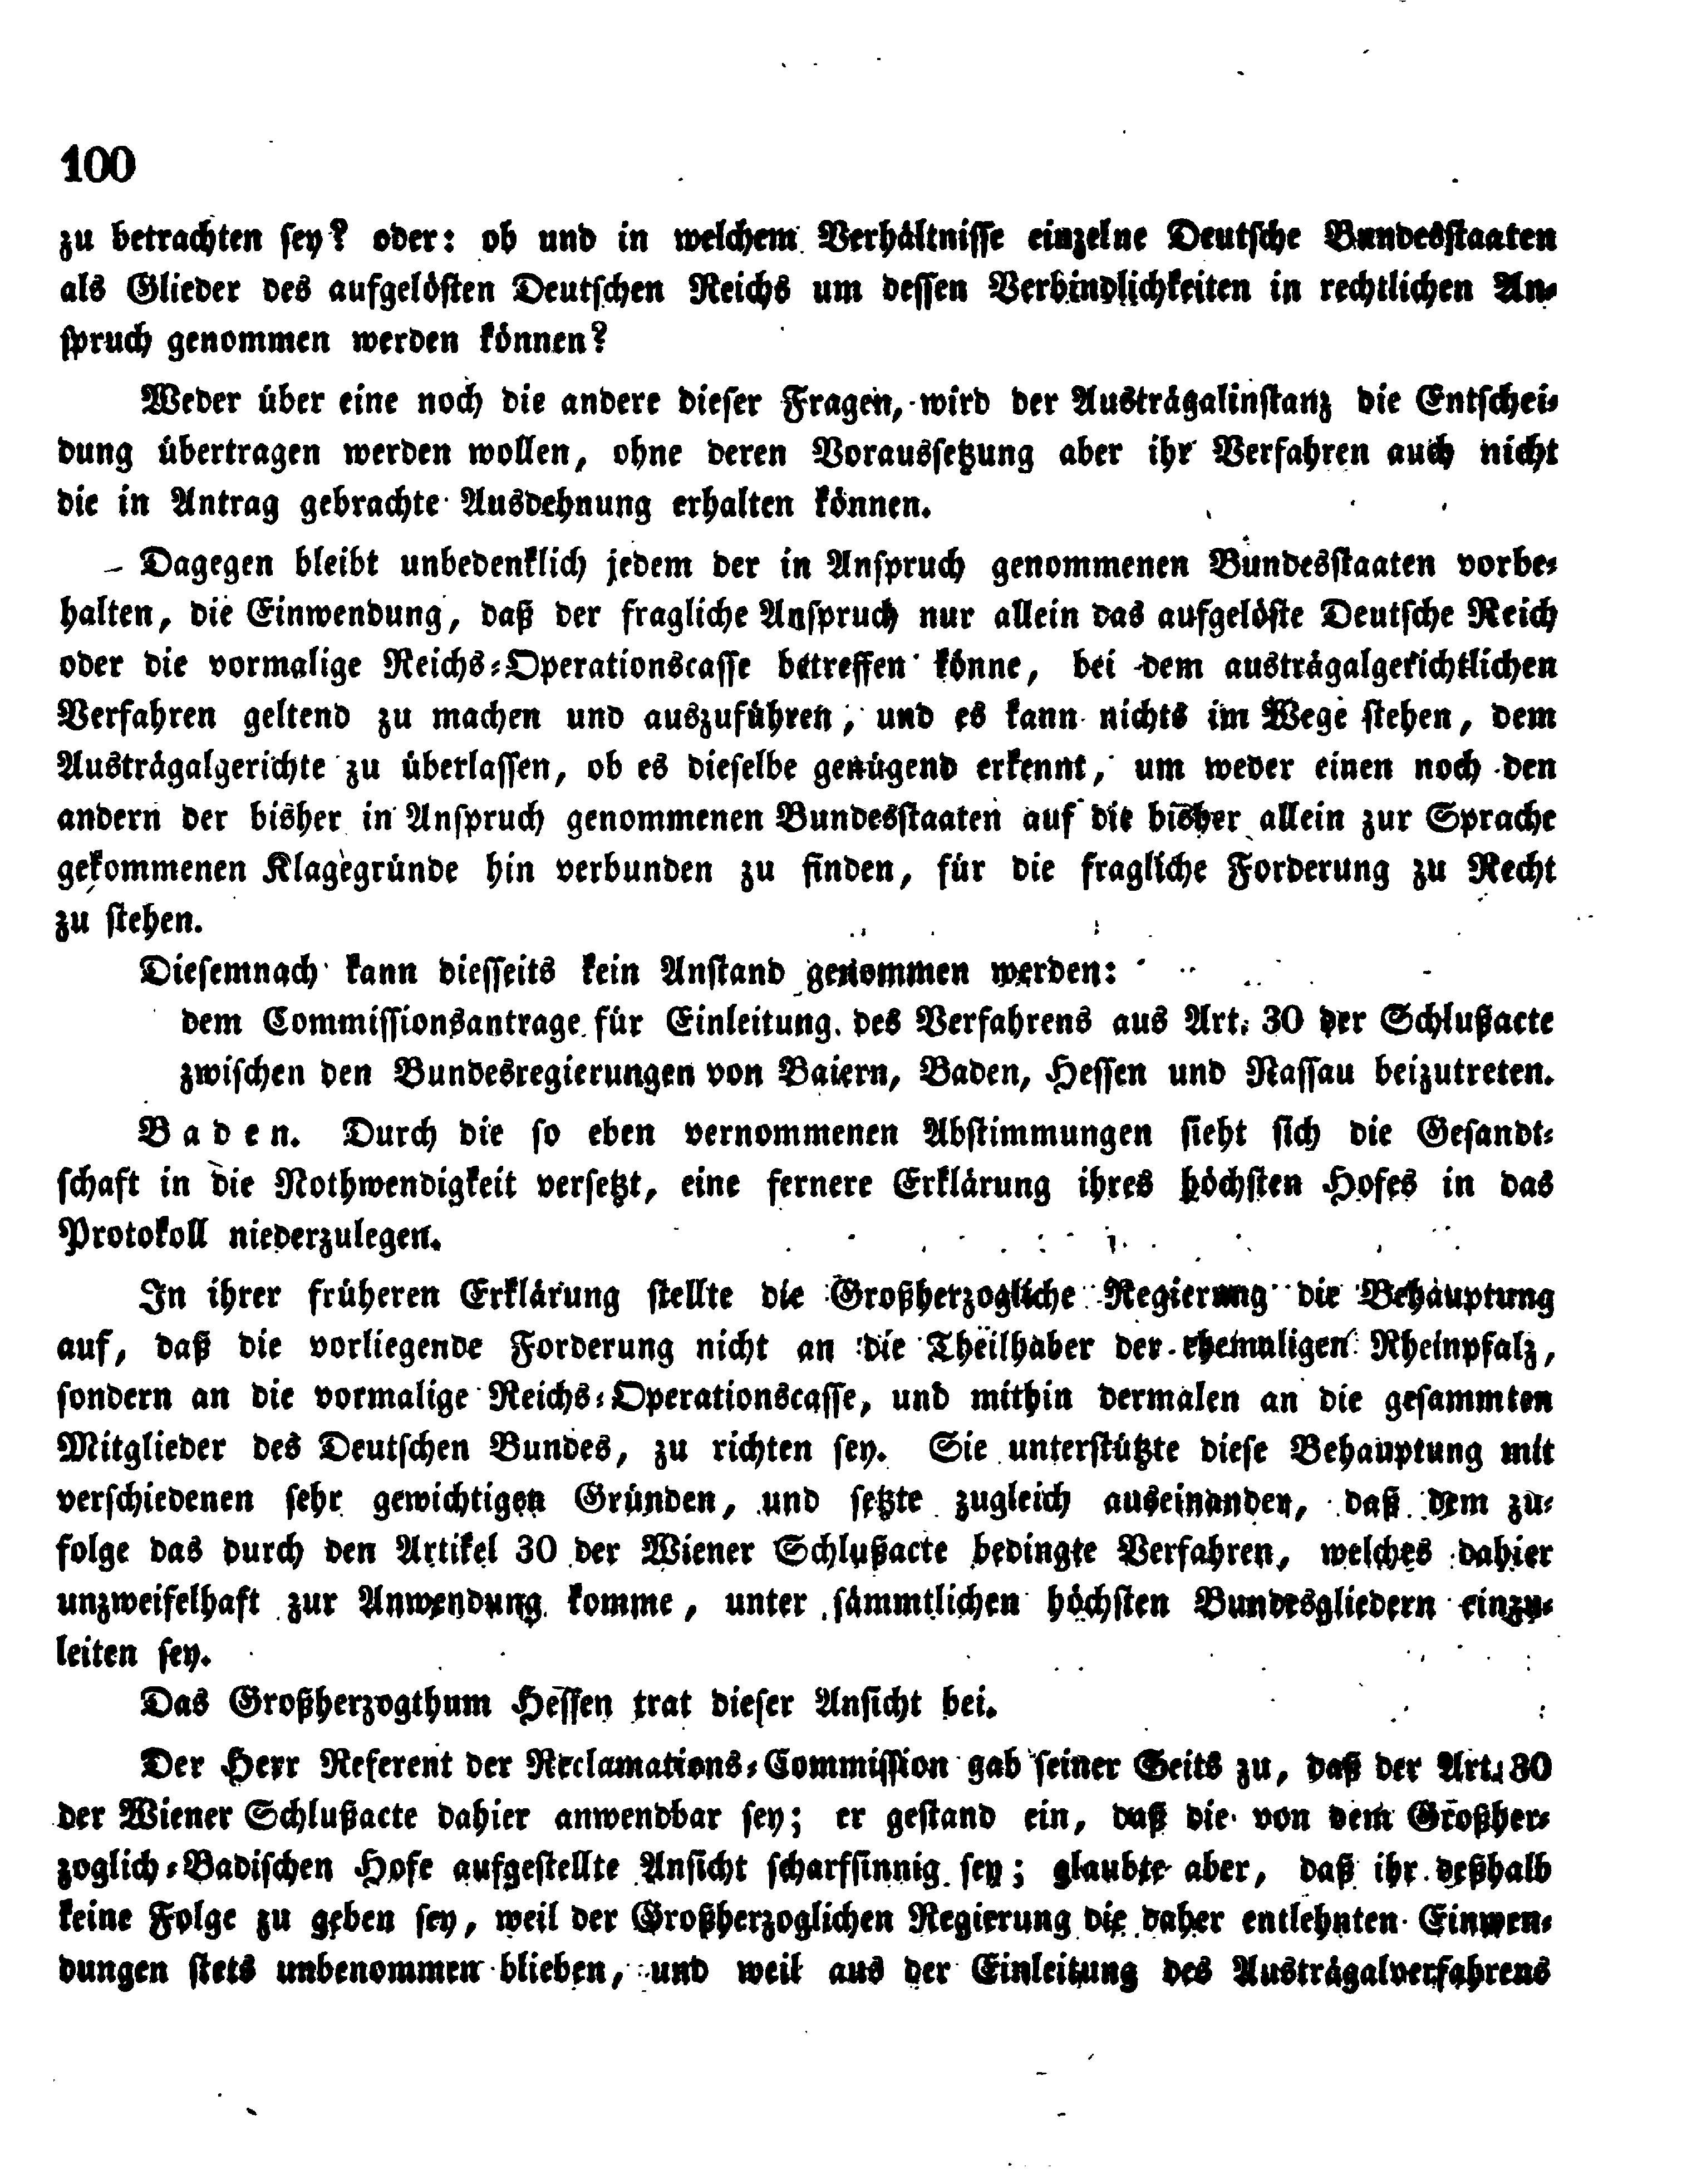 100
zu betrachten sey? oder: ob und in welchem Verhältnisse einzelne Deutsche Bundesstaaten
als Glieder des aufgelösten Deutschen Reichs um dessen Verbindlichkeiten in rechtlichen An-
spruch genommen werden können?
Weder über eine noch die andere dieser Fragen, wird der Austrägalinstanz die Entschei-
dung übertragen werden wollen, ohne deren Voraussetzung aber ihr Verfahren auch nicht
die in Antrag gebrachte Ausdehnung erhalten können.
Dagegen bleibt unbedenklich jedem der in Anspruch genommenen Bundesstaaten vorbe-
halten, die Einwendung, daß der fragliche Anspruch nur allein das aufgelöste Deutsche Reich
oder die vormalige Reichs-Operationscasse betreffen könne, bei dem austrägalgerichtlichen
Verfahren geltend zu machen und auszuführen, und es kann nichts im Wege stehen, dem
Austrägalgerichte zu überlassen, ob es dieselbe genügend erkennt, um weder einen noch den
andern der bisher in Anspruch genommenen Bundesstaaten auf die bisher allein zur Sprache
gekommenen Klagegründe hin verbunden zu finden, für die fragliche Forderung zu Recht
zu stehen.
Diesemnach kann diesseits kein Anstand genommen werden:
dem Commissionsantrage für Einleitung des Verfahrens aus Art. 30 der Schlußacte
zwischen den Bundesregierungen von Baiern, Baden, Hessen und Nassau beizutreten.
Baden. Durch die so eben vernommenen Abstimmungen sieht sich die Gesandt-
schaft in die Nothwendigkeit versetzt, eine fernere Erklärung ihres höchsten Hofes in das
Protokoll niederzulegen.
In ihrer früheren Erklärung stellte die Großherzogliche Regierung die Behauptung
auf, daß die vorliegende Forderung nicht an die Theilhaber der ehemaligen Rheinpfalz,
sondern an die vormalige Reichs-Operationscasse, und mithin dermalen an die gesammten
Mitglieder des Deutschen Bundes, zu richten sey. Sie unterstützte diese Behauptung mit
verschiedenen sehr gewichtigen Gründen, und setzte zugleich auseinander, daß dem zu-
folge das durch den Artikel 30 der Wiener Schlußacte bedingte Verfahren, welches dahier
unzweifelhaft zur Anwendung komme, unter sämmtlichen höchsten Bundesgliedern einzu-
leiten sey.
Das Großherzogthum Hessen trat dieser Ansicht bei.
Der Herr Referent der Reclamations-Commission gab seiner Seits zu, daß der Art. 30
der Wiener Schlußacte dahier anwendbar sey; er gestand ein, daß die von dem Großher-
zoglich-Badischen Hofe aufgestellte Ansicht scharfsinnig sey; glaubte aber, daß ihr deßhalb
keine Folge zu geben sey, weil der Großherzoglichen Regierung die daher entlehnten Einwen-
dungen stets unbenommen blieben, und weil aus der Einleitung des Austrägalverfahrens